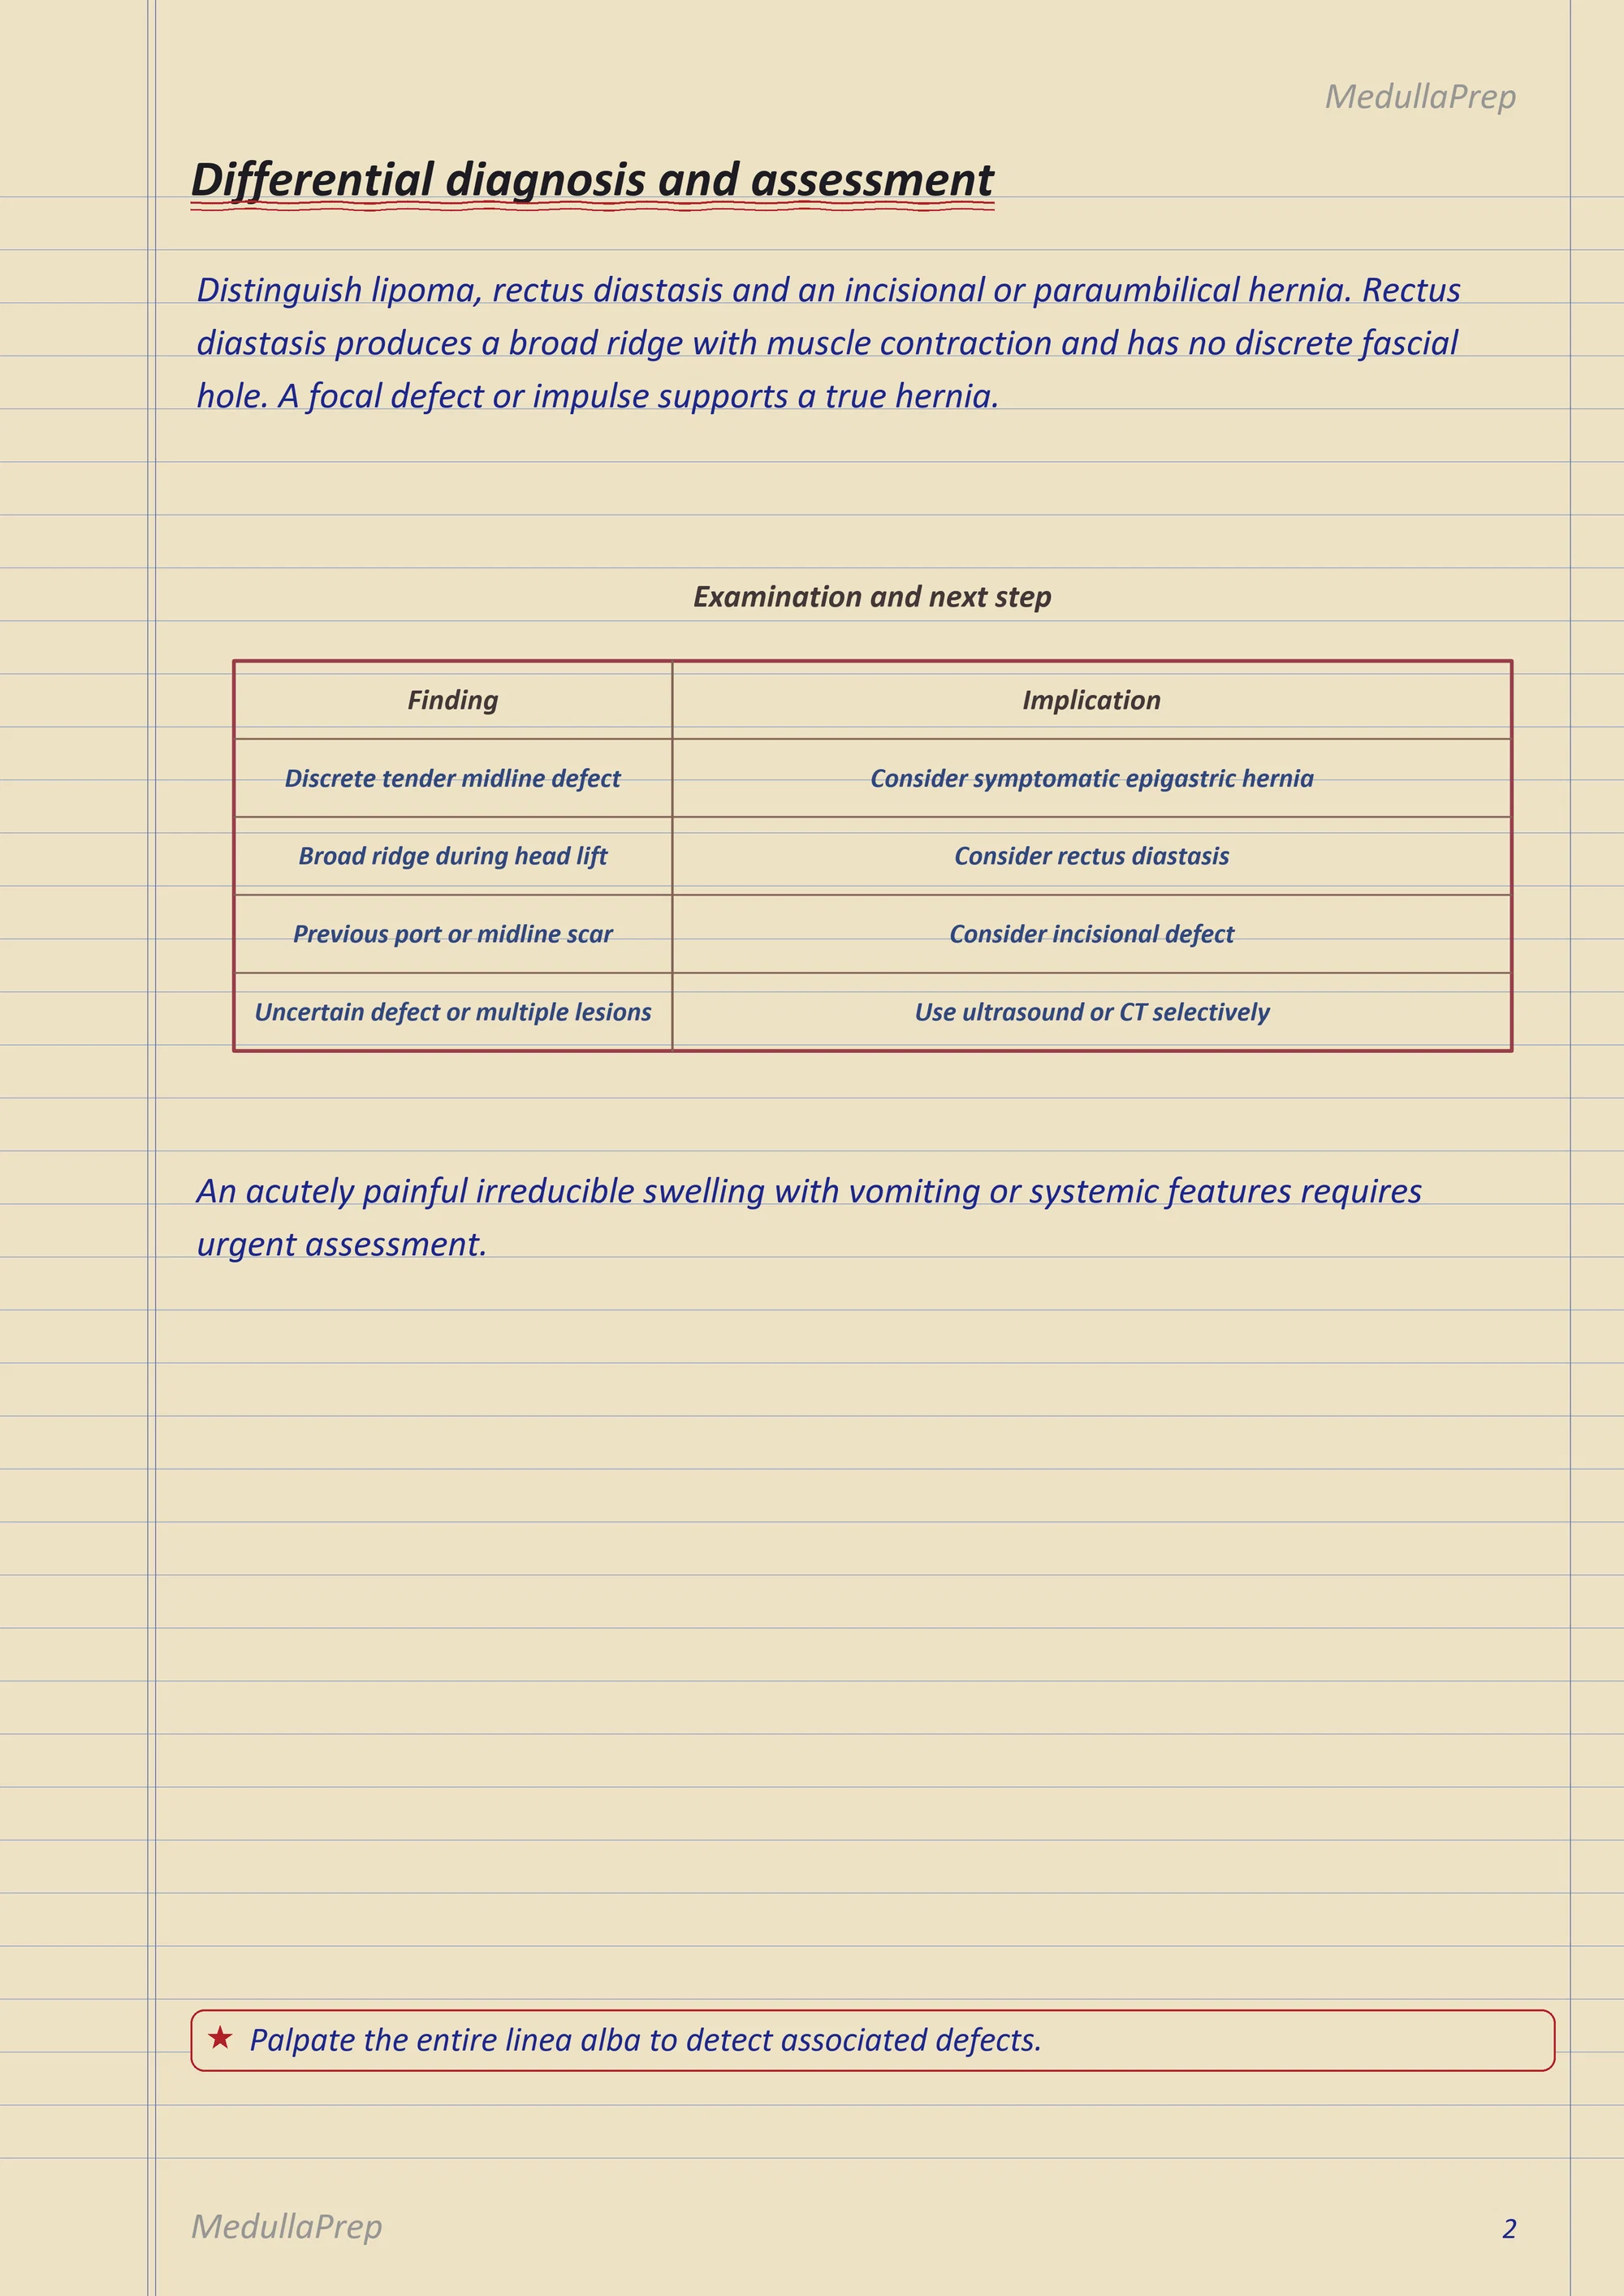 MedullaPrep
Differential diagnosis and assessment
Distinguish lipoma, rectus diastasis and an incisional or paraumbilical hernia. Rectus
diastasis produces a broad ridge with muscle contraction and has no discrete fascial
hole. A focal defect or impulse supports a true hernia.
Examination and next step
Finding Implication
Discrete tender midline defect Consider symptomatic epigastric hernia
Broad ridge during head lift Consider rectus diastasis
Previous port or midline scar Consider incisional defect
Uncertain defect or multiple lesions Use ultrasound or CT selectively
An acutely painful irreducible swelling with vomiting or systemic features requires
urgent assessment.
★ Palpate the entire linea alba to detect associated defects.
MedullaPrep 2